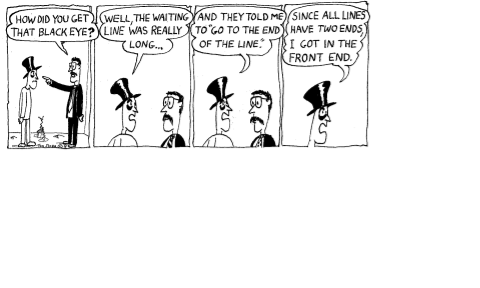 HOW DID YOU GET
THAT BLACK EYE?
WELL, THE WAITING
LINE WAS REALLY
LONG...
AND THEY TOLD ME
TO "GO TO THE END
OF THE LINE."
SINCE ALL LINES
HAVE TWO ENDS,
I GOT IN THE
FRONT END.